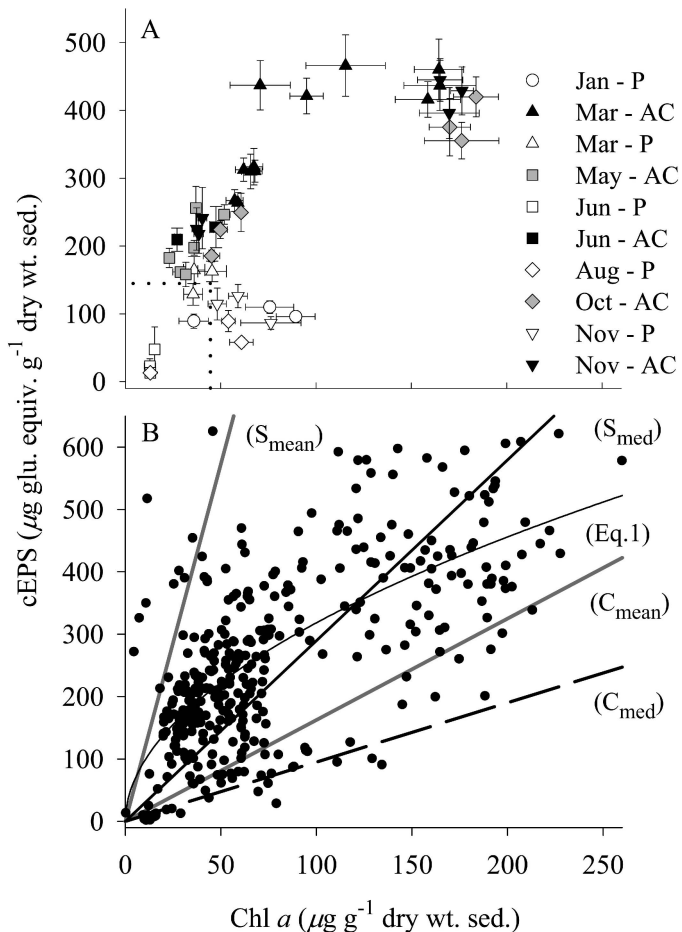 A
500
400
300
200
100
0
Jan - P
Mar - AC
Mar - P
May - AC
Jun - P
Jun - AC
Aug - P
Oct - AC
Nov - P
Nov - AC
cEPS (µg glu. equiv. g⁻¹ dry wt. sed.)
B
(Smean)
(Smed)
(Eq.1)
(Cmean)
(Cmed)
600
500
400
300
200
100
0
0 50 100 150 200 250
Chl a (µg g⁻¹ dry wt. sed.)